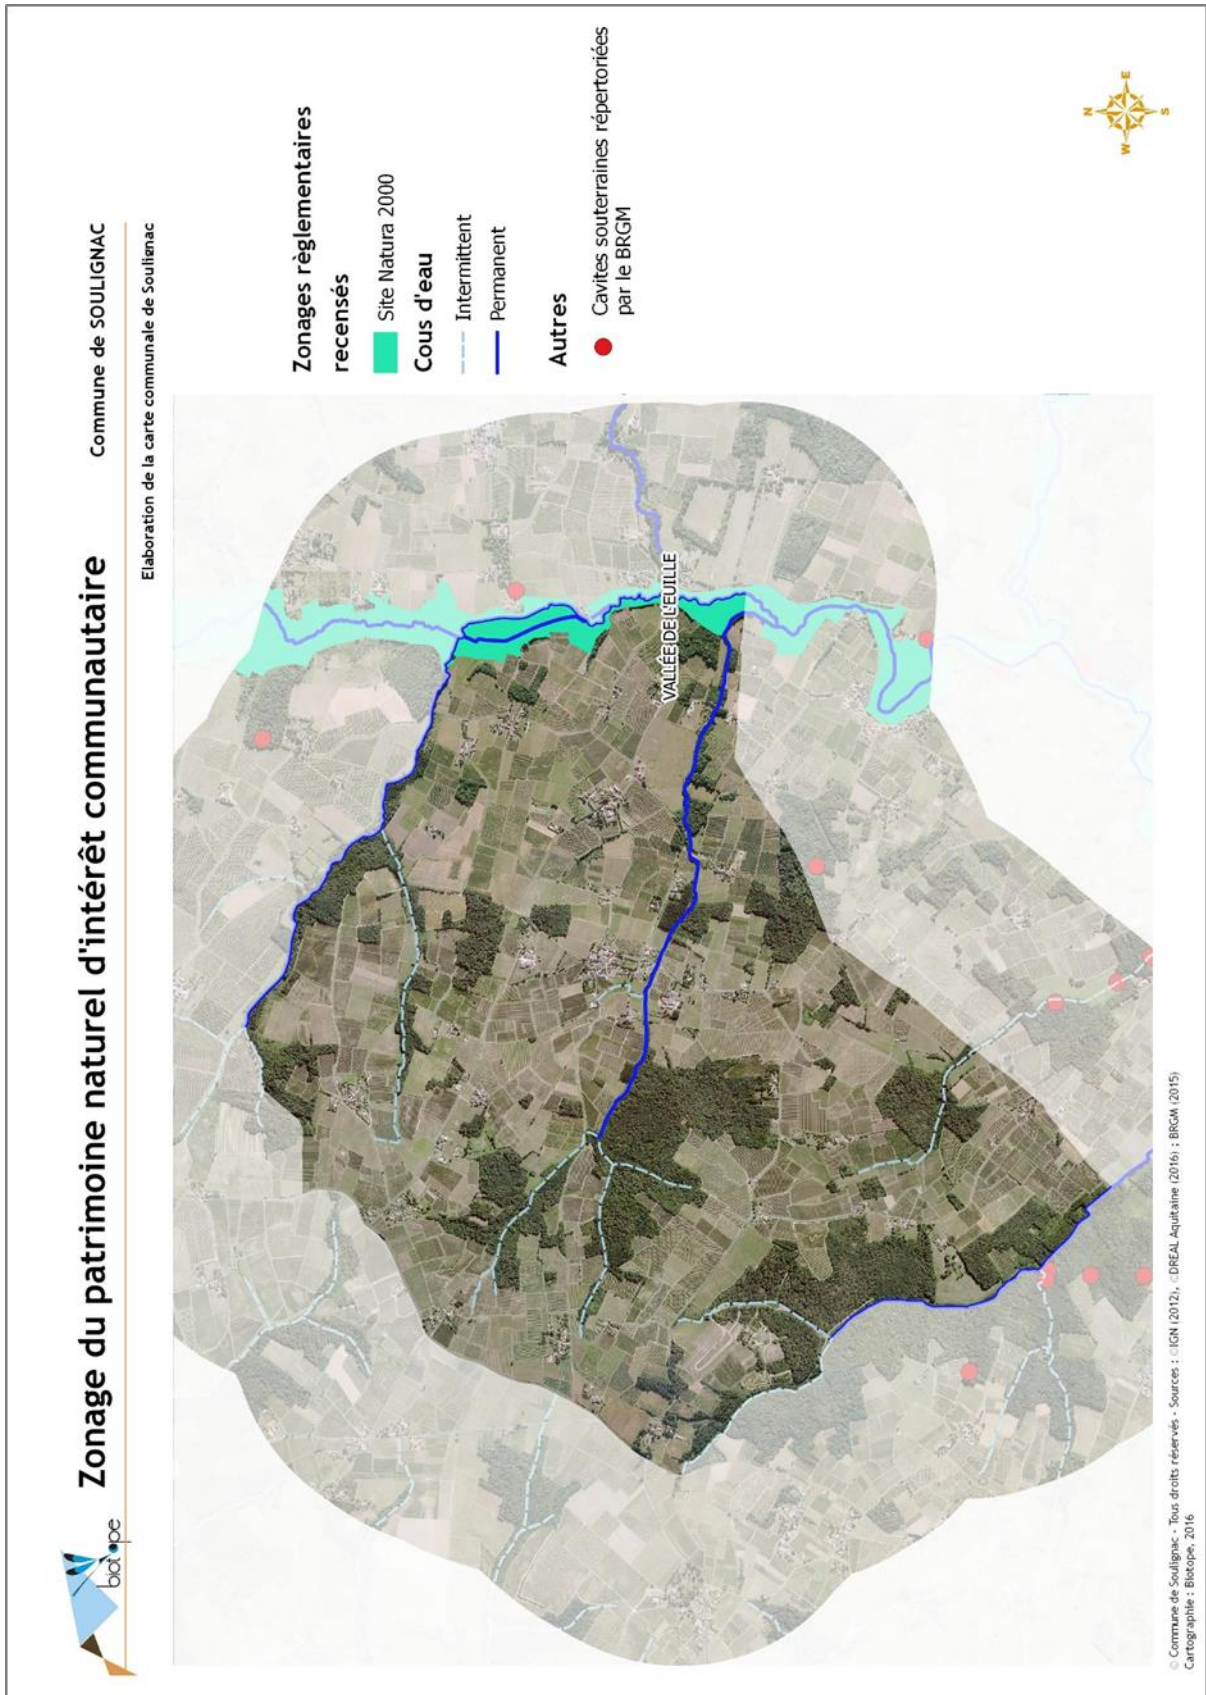 biotope
Zonage du patrimoine naturel d'intérêt communautaire
Commune de SOULIGNAC
Elaboration de la carte communale de Soulignac
Zonages règlementaires
recensés
Site Natura 2000
Cous d'eau
Intermittent
Permanent
Autres
Cavites souterraines répertoriées
par le BRGM
VALLÉE DE L'EUILLE
N
W
E
S
© Commune de Soulignac - Tous droits réservés - Sources : ©IGN (2012), ©DREAL Aquitaine (2016) ; BRGM (2015)
Cartographie : Biotope, 2016